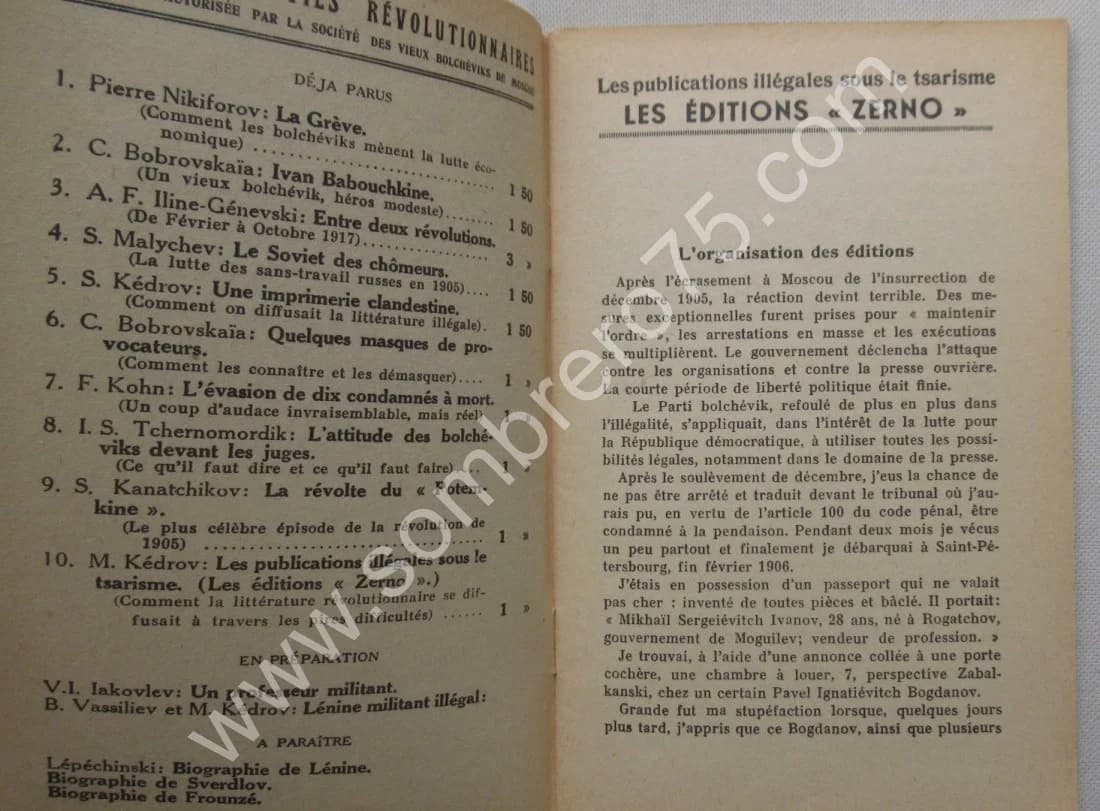 RÉVOLUTIONNAIRES
AUTORISÉE PAR LA SOCIÉTÉ DES VIEUX BOLCHÉVIKS DE MOSCOU
DÉJA PARUS
1. Pierre Nikiforov: La Grève.
(Comment les bolchéviks mènent la lutte éco-
nomique) .......................... 1 50
2. C. Bobrovskaïa: Ivan Babouchkine.
(Un vieux bolchévik, héros modeste)........ 1 50
3. A. F. Iline-Génevski: Entre deux révolutions.
(De Février à Octobre 1917)................ 3 »
4. S. Malychev: Le Soviet des chômeurs.
(La lutte des sans-travail russes en 1905).... 1 50
5. S. Kédrov: Une imprimerie clandestine.
(Comment on diffusait la littérature illégale). 1 50
6. C. Bobrovskaïa: Quelques masques de pro-
vocateurs.
(Comment les connaître et les démasquer).... 1 »
7. F. Kohn: L'évasion de dix condamnés à mort.
(Un coup d'audace invraisemblable, mais réel) 1
8. I. S. Tchernomordik: L'attitude des bolché-
viks devant les juges.
(Ce qu'il faut dire et ce qu'il faut faire).... 1 »
9. S. Kanatchikov: La révolte du « Potem-
kine ».
(Le plus célèbre épisode de la révolution de
1905) .......................... 1 »
10. M. Kédrov: Les publications illégales sous le
tsarisme. (Les éditions « Zerno ».)
(Comment la littérature révolutionnaire se dif-
fusait à travers les pires difficultés) ...... 1 »
EN PRÉPARATION
V.I. Iakovlev: Un professeur militant.
B. Vassiliev et M. Kédrov: Lénine militant illégal:
A PARAÎTRE
Lépéchinski: Biographie de Lénine.
Biographie de Sverdlov.
Biographie de Frounzé.
Les publications illégales sous le tsarisme
LES ÉDITIONS « ZERNO »
L'organisation des éditions
Après l'écrasement à Moscou de l'insurrection de
décembre 1905, la réaction devint terrible. Des me-
sures exceptionnelles furent prises pour « maintenir
l'ordre », les arrestations en masse et les exécutions
se multiplièrent. Le gouvernement déclencha l'attaque
contre les organisations et contre la presse ouvrière.
La courte période de liberté politique était finie.
Le Parti bolchévik, refoulé de plus en plus dans
l'illégalité, s'appliquait, dans l'intérêt de la lutte pour
la République démocratique, à utiliser toutes les possi-
bilités légales, notamment dans le domaine de la presse.
Après le soulèvement de décembre, j'eus la chance de
ne pas être arrêté et traduit devant le tribunal où j'au-
rais pu, en vertu de l'article 100 du code pénal, être
condamné à la pendaison. Pendant deux mois je vécus
un peu partout et finalement je débarquai à Saint-Pé-
tersbourg, fin février 1906.
J'étais en possession d'un passeport qui ne valait
pas cher : inventé de toutes pièces et bâclé. Il portait:
« Mikhaïl Sergeiévitch Ivanov, 28 ans, né à Rogatchov,
gouvernement de Moguilev; vendeur de profession. »
Je trouvai, à l'aide d'une annonce collée à une porte
cochère, une chambre à louer, 7, perspective Zabal-
kanski, chez un certain Pavel Ignatiévitch Bogdanov.
Grande fut ma stupéfaction lorsque, quelques jours
plus tard, j'appris que ce Bogdanov, ainsi que plusieurs
www.sombrero75.com